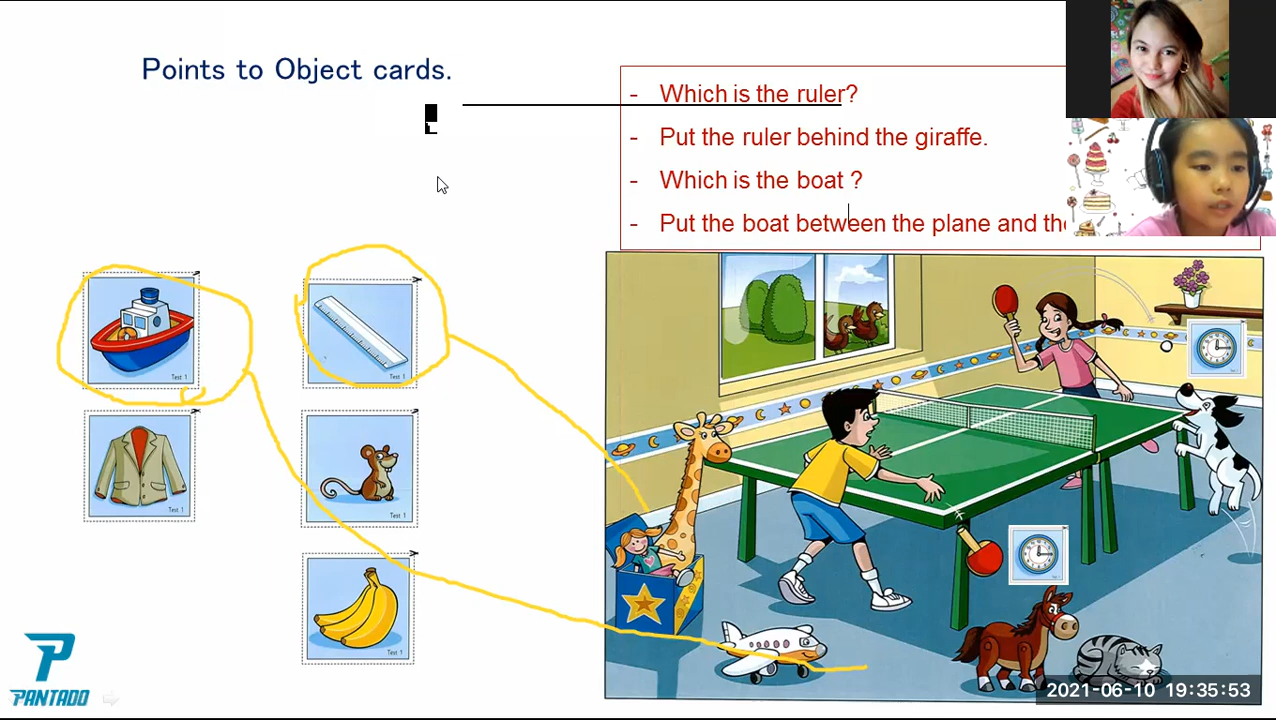 Points to Object cards.
- Which is the ruler?
- Put the ruler behind the giraffe.
- Which is the boat ?
- Put the boat between the plane and the
Test 1
Test 1
Test 1
Test 1
Test 1
PANTADO
2021-06-10 19:35:53